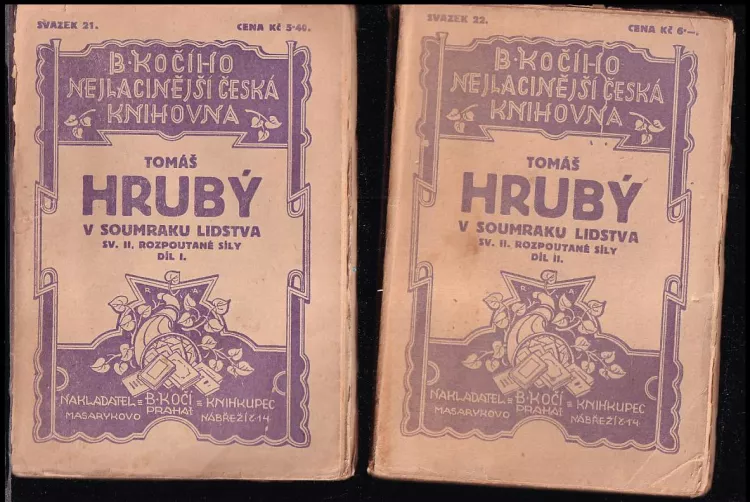 SVAZEK 21.
CENA Kč 5·40.
B·KOČÍHO
NEJLACINĚJŠÍ ČESKÁ
KNIHOVNA
TOMÁŠ
HRUBÝ
V SOUMRAKU LIDSTVA
SV. II. ROZPOUTANÉ SÍLY
DÍL I.
R A
NAKLADATEL = B·KOČÍ = KNIHKUPEC
PRAHA I
MASARYKOVO NÁBŘEŽÍ Č·14
SVAZEK 22.
CENA Kč 6·—.
B·KOČÍHO
NEJLACINĚJŠÍ ČESKÁ
KNIHOVNA
TOMÁŠ
HRUBÝ
V SOUMRAKU LIDSTVA
SV. II. ROZPOUTANÉ SÍLY
DÍL II.
R A
NAKLADATEL = B·KOČÍ = KNIHKUPEC
PRAHA I
MASARYKOVO NÁBŘEŽÍ Č·14